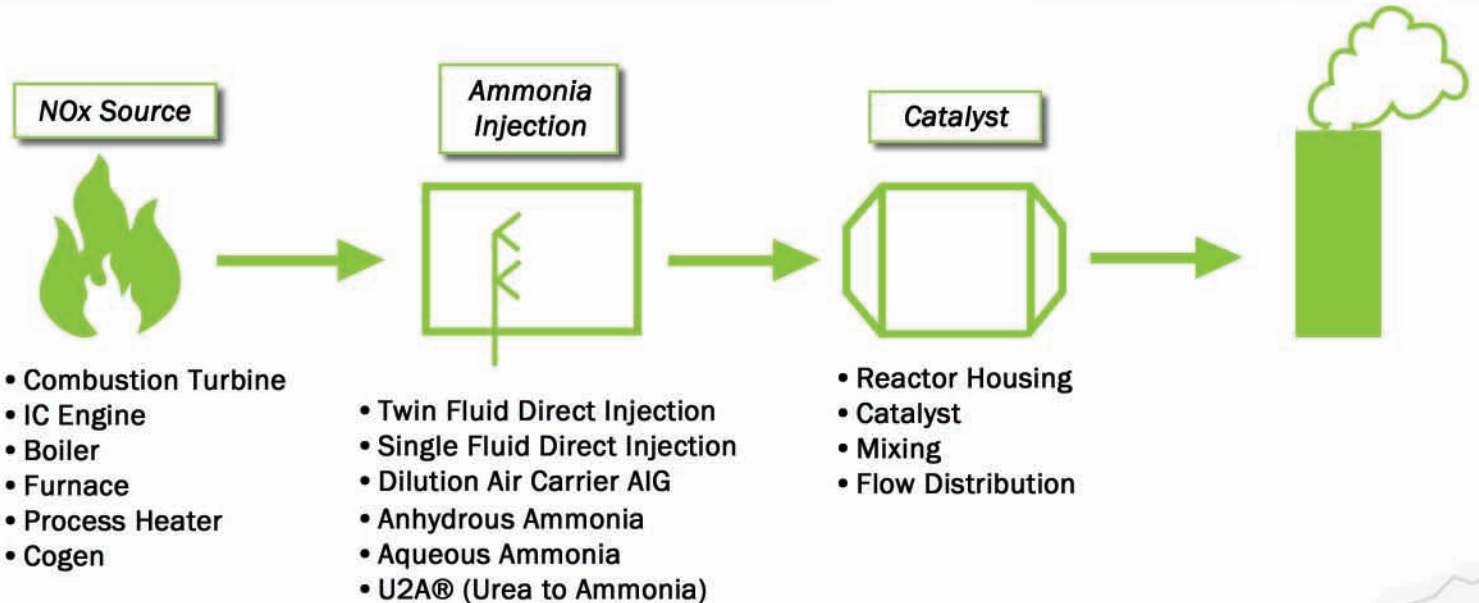 NOx Source
Ammonia
Injection
Catalyst
• Combustion Turbine
• IC Engine
• Boiler
• Furnace
• Process Heater
• Cogen
• Twin Fluid Direct Injection
• Single Fluid Direct Injection
• Dilution Air Carrier AIG
• Anhydrous Ammonia
• Aqueous Ammonia
• U2A® (Urea to Ammonia)
• Reactor Housing
• Catalyst
• Mixing
• Flow Distribution